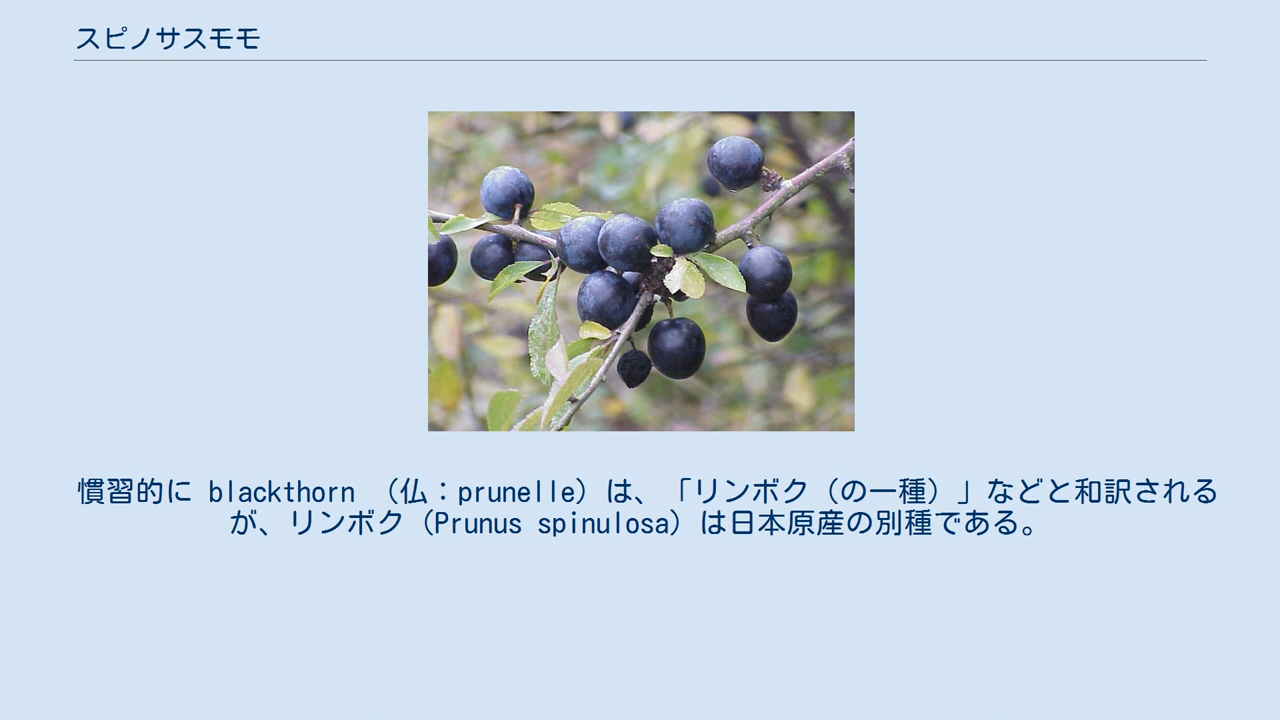 スピノサスモモ
慣習的に blackthorn （仏：prunelle）は、「リンボク（の一種）」などと和訳される
が、リンボク（Prunus spinulosa）は日本原産の別種である。